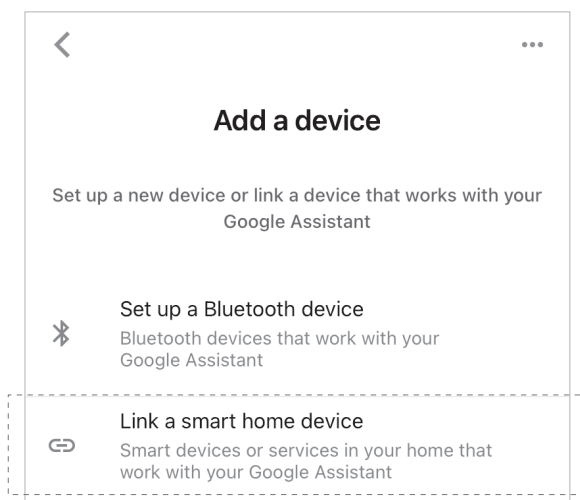 Add a device
Set up a new device or link a device that works with your
Google Assistant
Set up a Bluetooth device
Bluetooth devices that work with your
Google Assistant
Link a smart home device
Smart devices or services in your home that
work with your Google Assistant